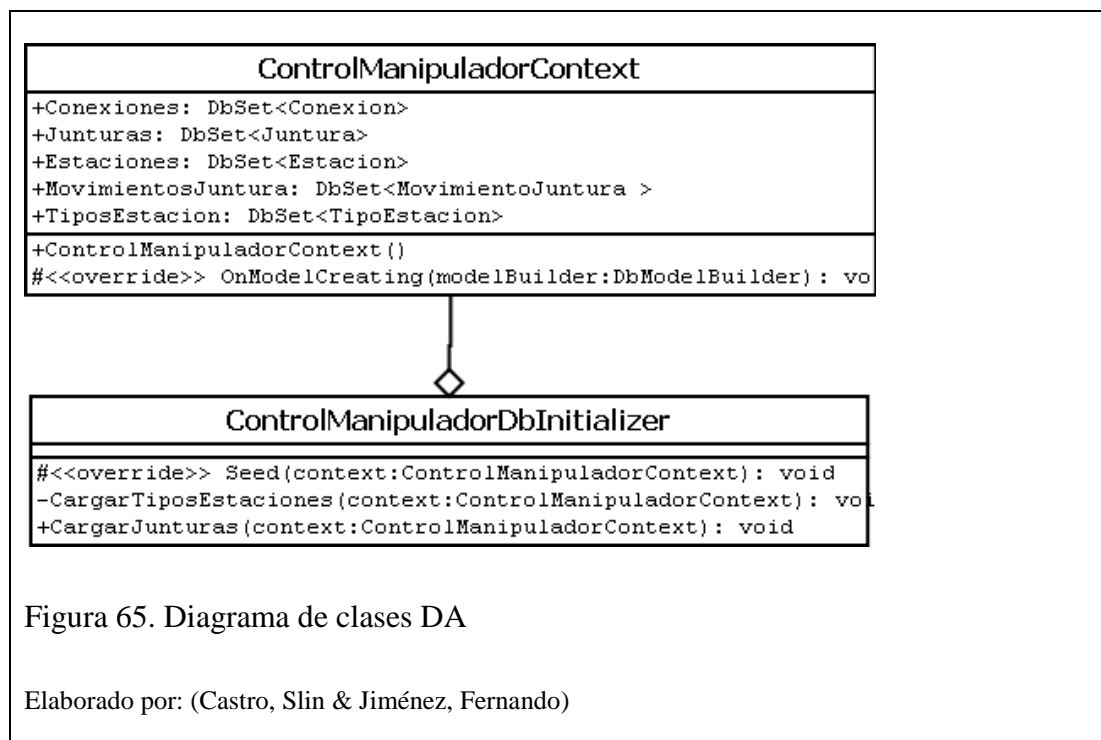 ControlManipuladorContext
+Conexiones: DbSet<Conexion>
+Junturas: DbSet<Juntura>
+Estaciones: DbSet<Estacion>
+MovimientosJuntura: DbSet<MovimientoJuntura >
+TiposEstacion: DbSet<TipoEstacion>
+ControlManipuladorContext()
#<<override>> OnModelCreating(modelBuilder:DbModelBuilder): vo
ControlManipuladorDbInitializer
#<<override>> Seed(context:ControlManipuladorContext): void
-CargarTiposEstaciones(context:ControlManipuladorContext): voi
+CargarJunturas(context:ControlManipuladorContext): void
Figura 65. Diagrama de clases DA
Elaborado por: (Castro, Slin & Jiménez, Fernando)